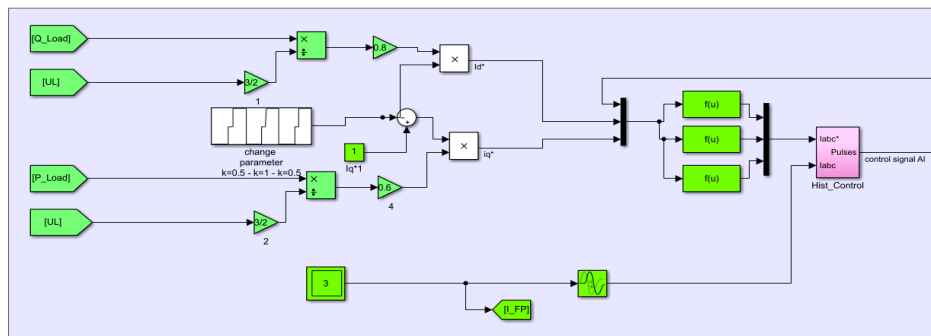 [Q_Load]
×
÷
0.8
[UL]
3/2
1
×
Id*
change
parameter
k=0.5 - k=1 - k=0.5
1
Iq*1
×
iq*
f(u)
f(u)
f(u)
Iabc*
Pulses
Iabc
Hist_Control
control signal AI
[P_Load]
×
÷
0.6
4
[UL]
3/2
2
3
[I_FP]